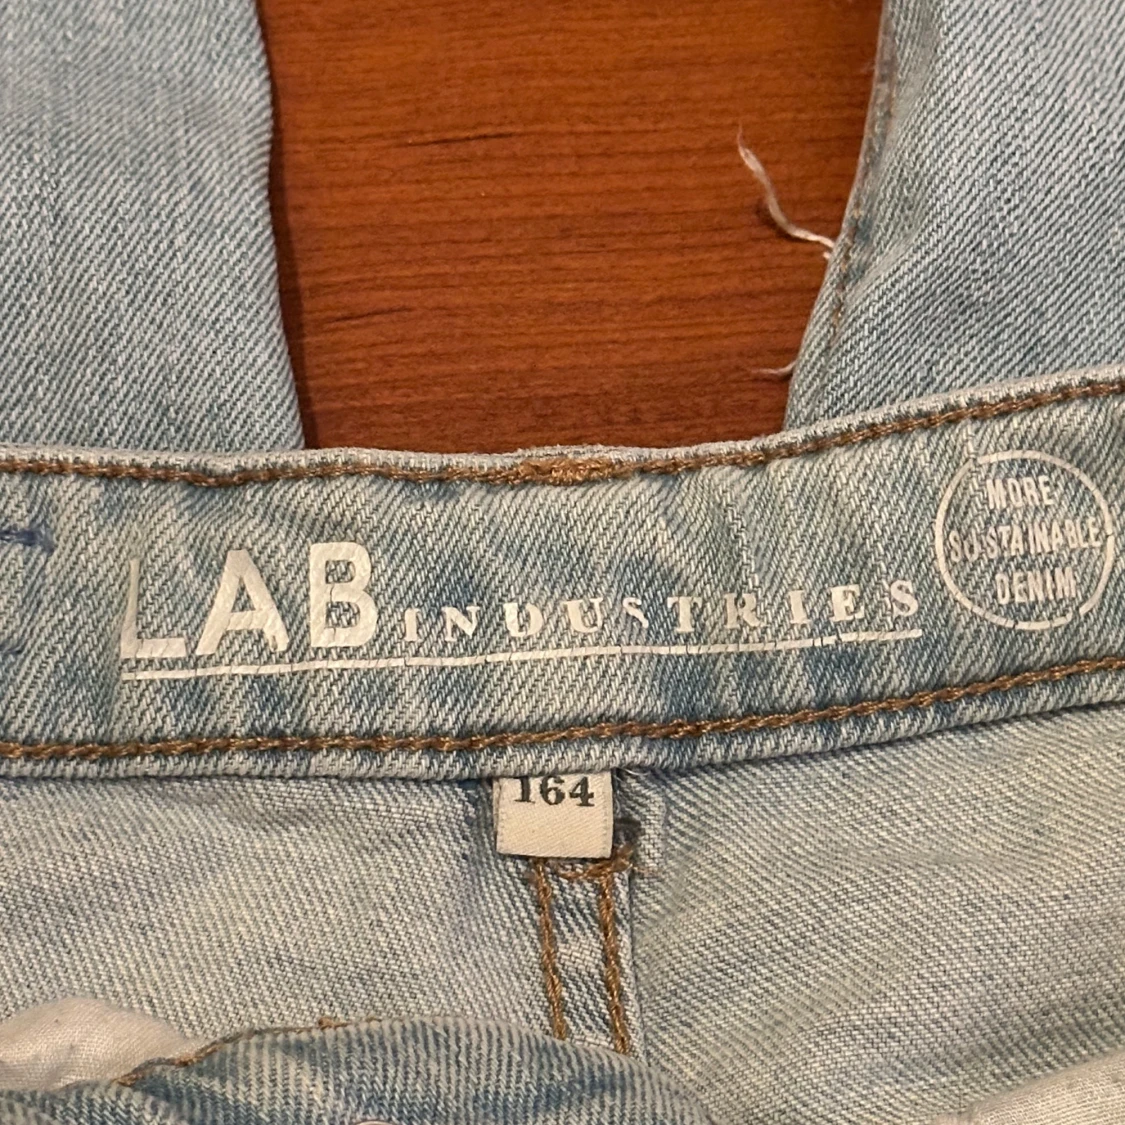 LAB INDUSTRIES
MORE
SUSTAINABLE
DENIM
164